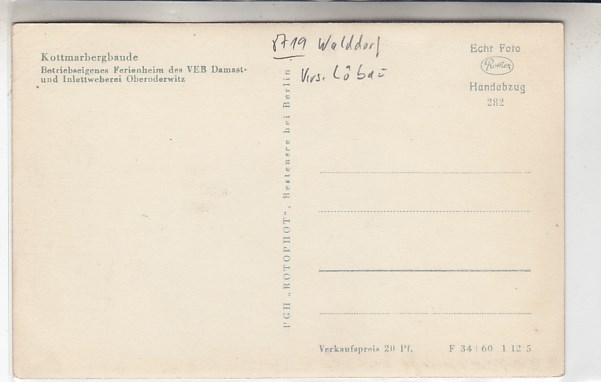 Kottmarbergbaude
Betriebseigenes Ferienheim des VEB Damast-
und Inlettweberei Oberoderwitz
8719 Walddorf
Krs. Löbau
Echt Foto
Handabzug
282
PGH „ROTOPHOT", Bestensee bei Berlin
Verkaufspreis 20 Pf. F 34 60 1 12 5